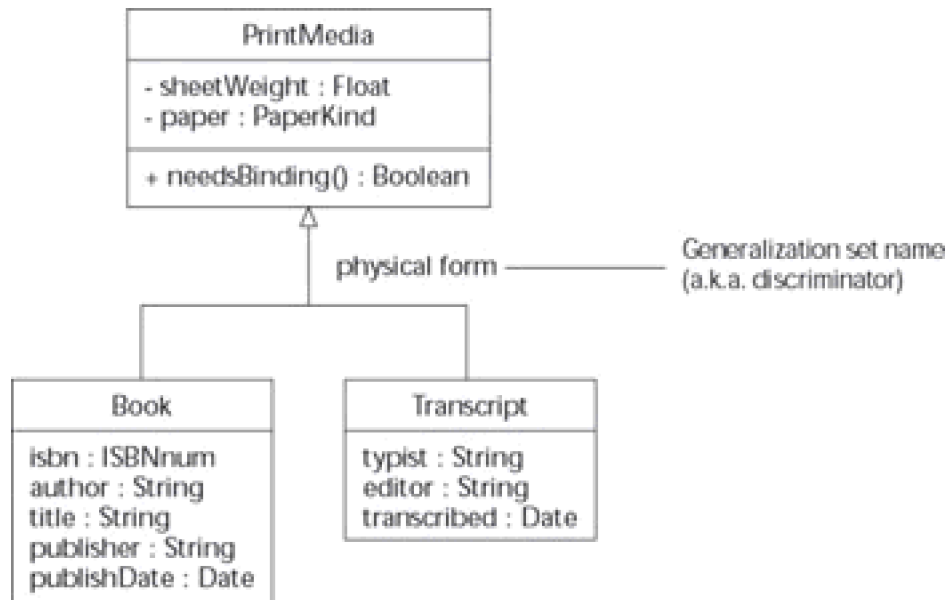 PrintMedia
- sheetWeight : Float
- paper : PaperKind
+ needsBinding() : Boolean
physical form
Generalization set name
(a.k.a. discriminator)
Book
isbn : ISBNnum
author : String
title : String
publisher : String
publishDate : Date
Transcript
typist : String
editor : String
transcribed : Date